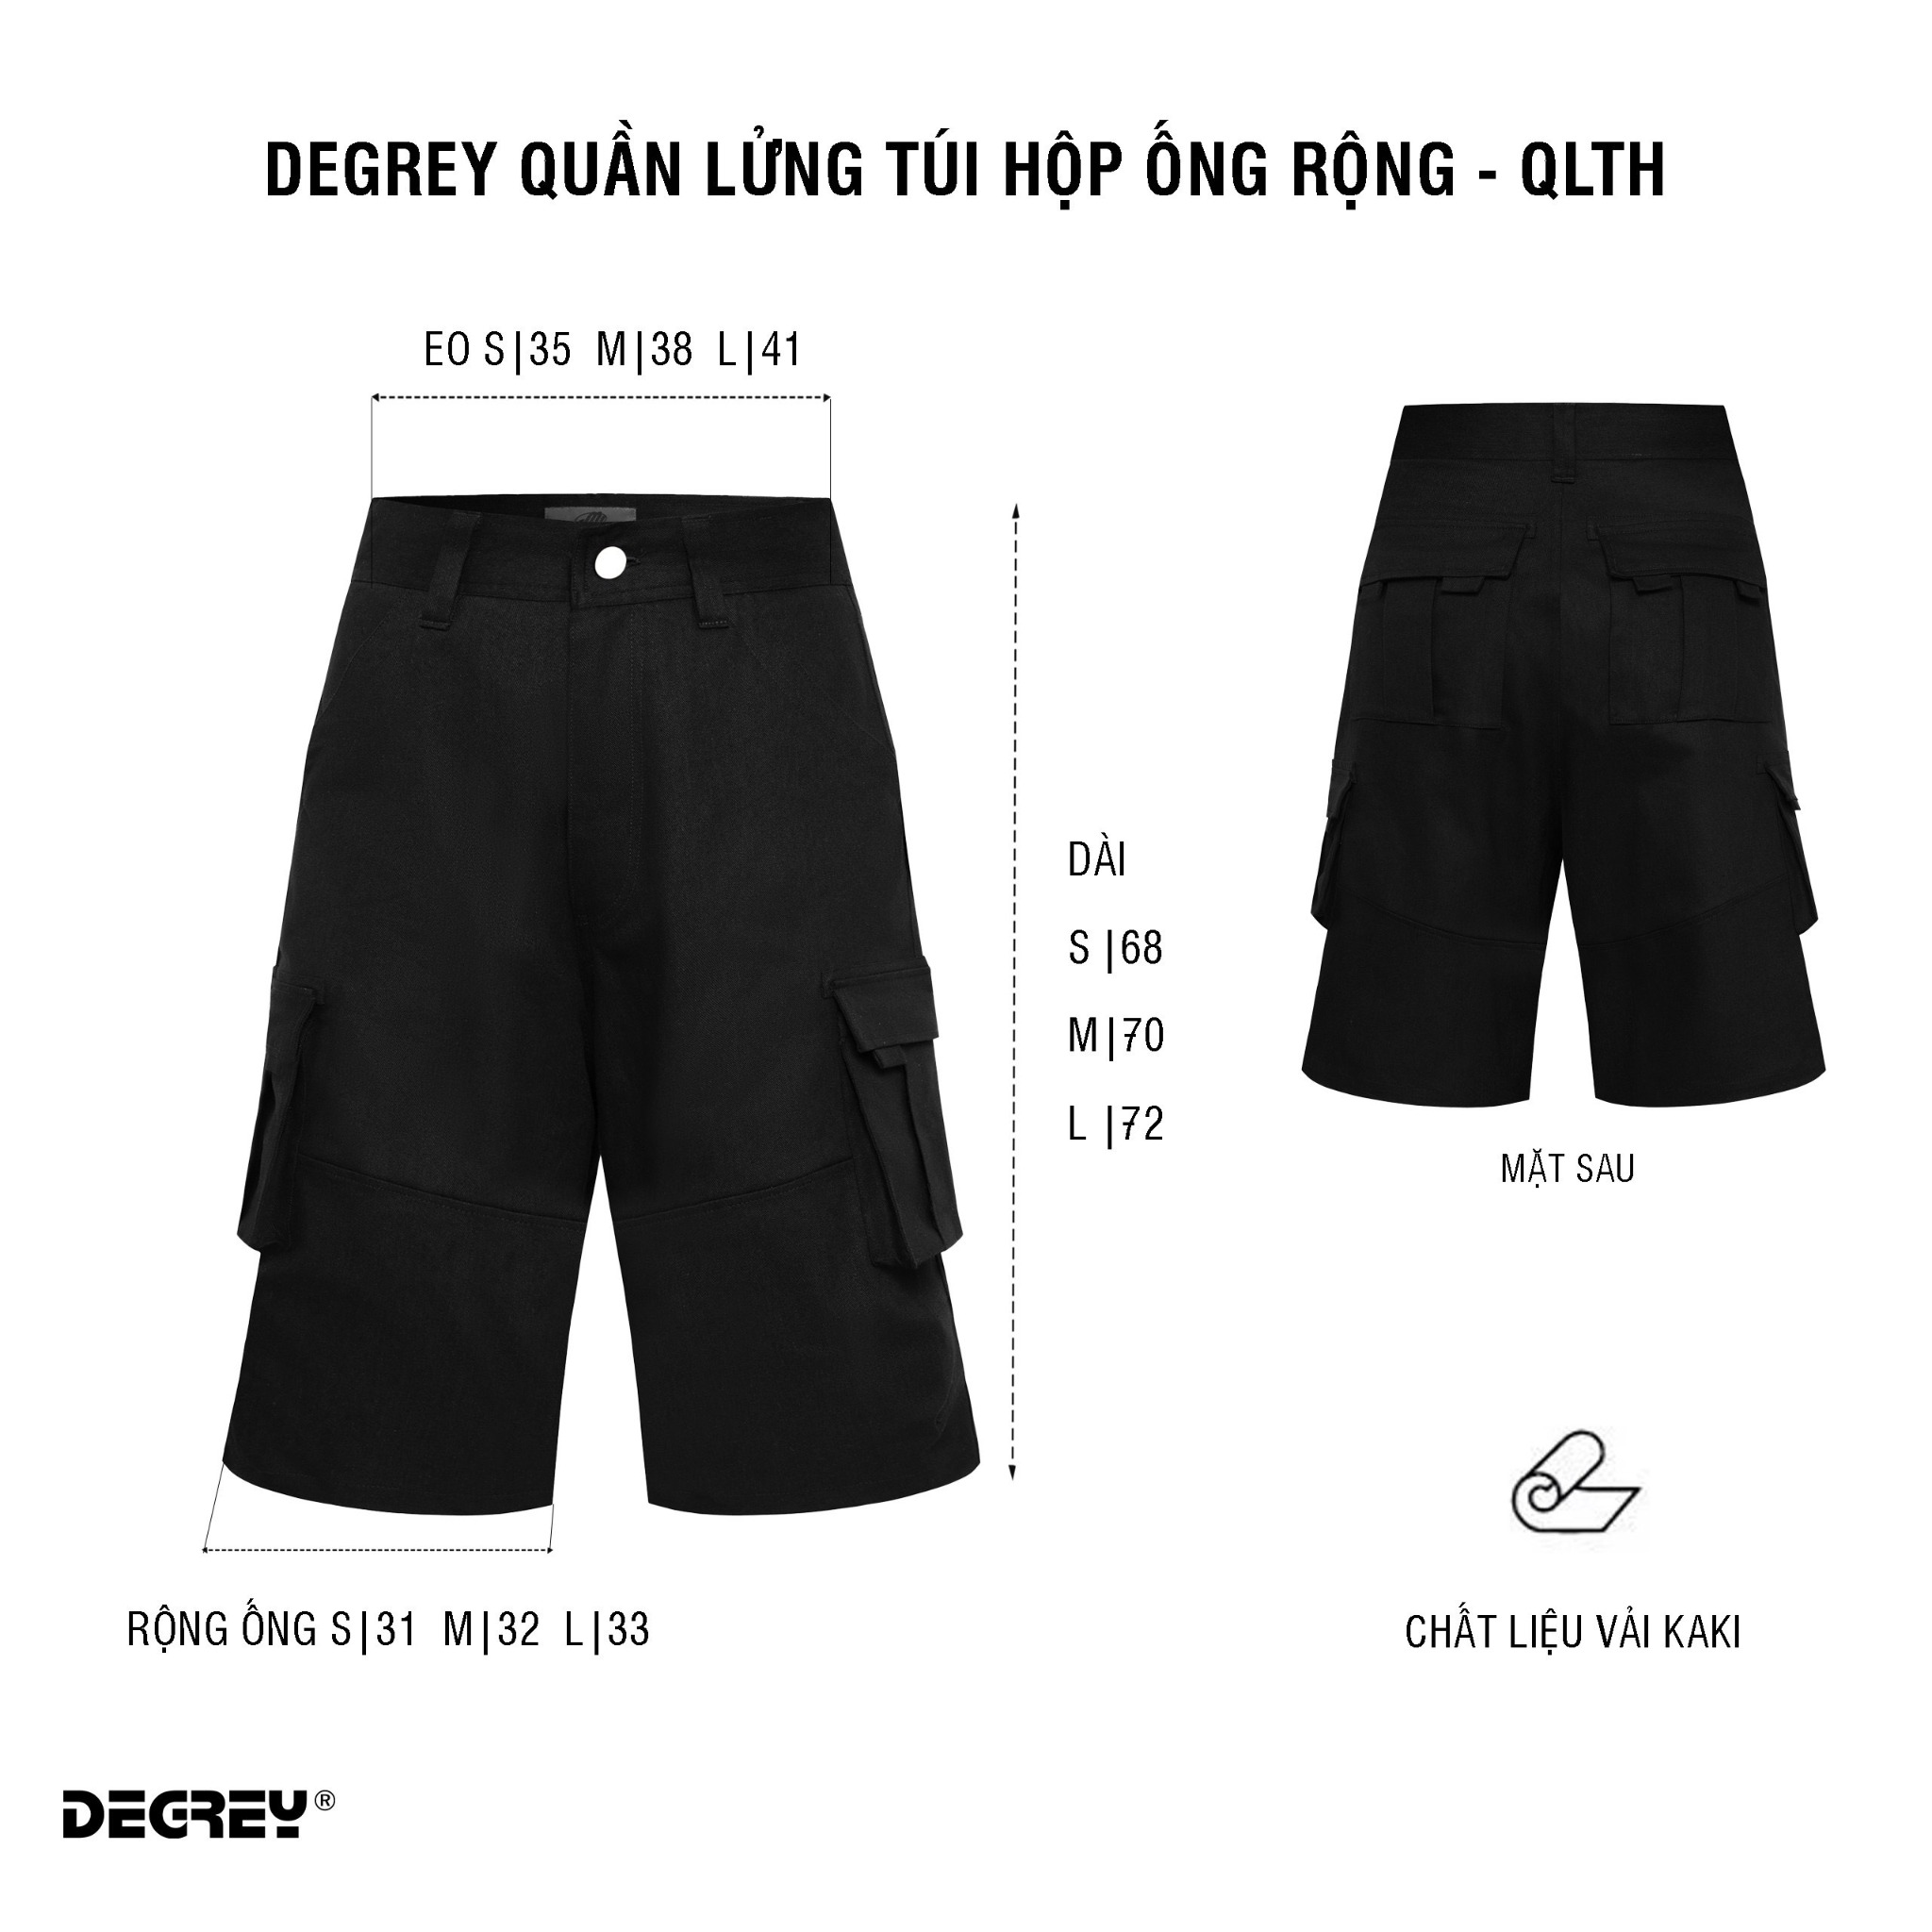 DEGREY QUẦN LỬNG TÚI HỘP ỐNG RỘNG - QLTH
EO S|35 M|38 L|41
DÀI
S |68
M|70
L |72
MẶT SAU
RỘNG ỐNG S|31 M|32 L|33
CHẤT LIỆU VẢI KAKI
DEGREY®